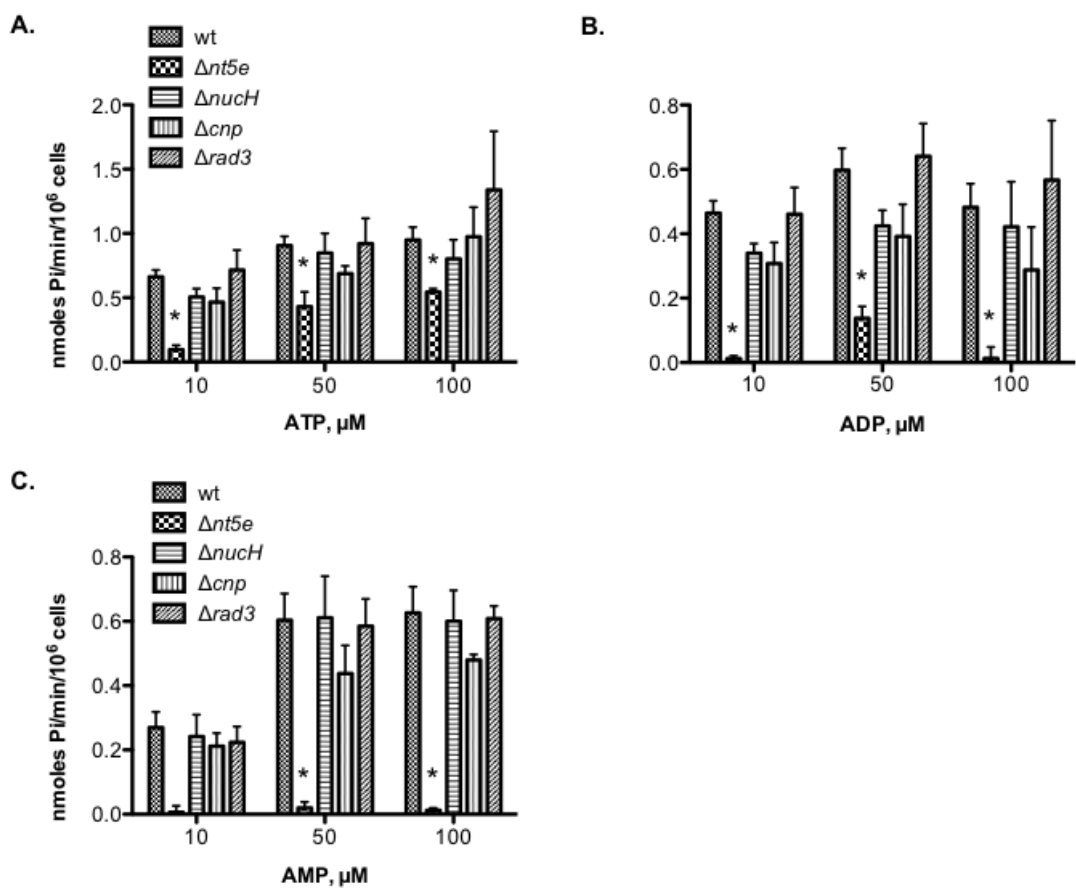 A.
wt
Δnt5e
ΔnucH
Δcnp
Δrad3
2.0
1.5
1.0
0.5
0.0
nmoles Pi/min/10⁶ cells
* * *
10 50 100
ATP, µM
B.
0.8
0.6
0.4
0.2
0.0
* * *
10 50 100
ADP, µM
C.
wt
Δnt5e
ΔnucH
Δcnp
Δrad3
0.8
0.6
0.4
0.2
0.0
nmoles Pi/min/10⁶ cells
* *
10 50 100
AMP, µM